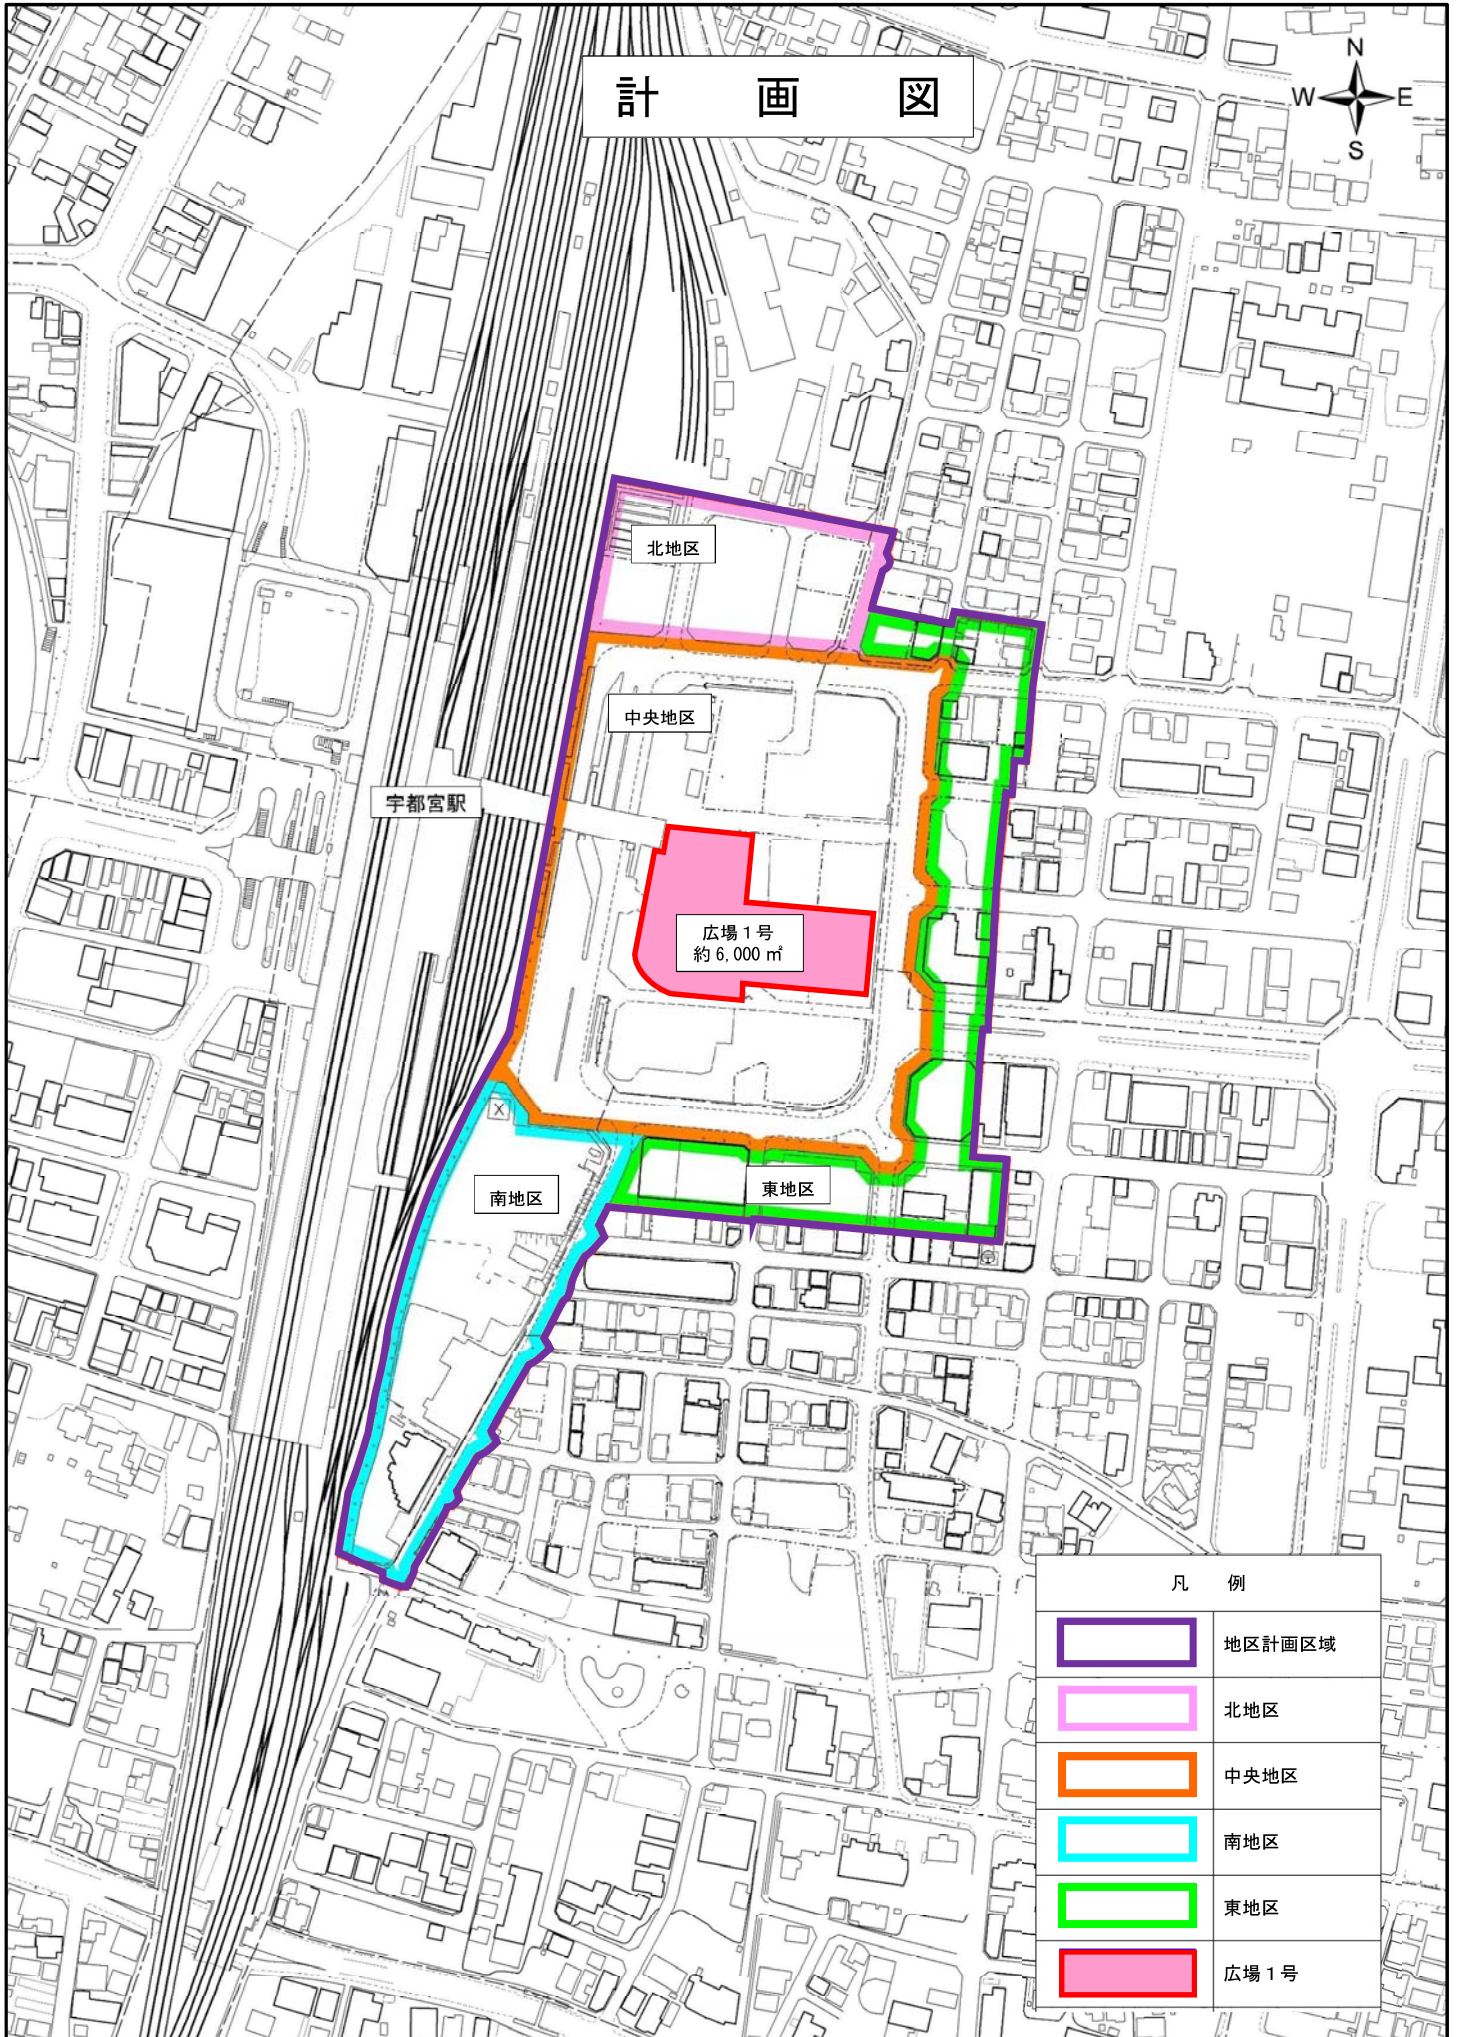 計 画 図
N
W E
S
北地区
中央地区
宇都宮駅
広場1号
約6,000㎡
南地区
東地区
凡 例
地区計画区域
北地区
中央地区
南地区
東地区
広場1号